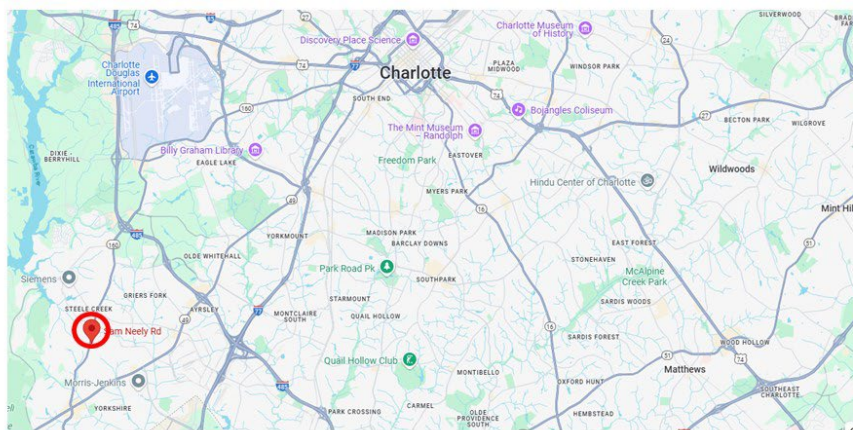 SILVERWOOD
Charlotte Museum
of History
Discovery Place Science
Charlotte
Douglas
International
Airport
Charlotte
PLAZA
MIDWOOD
WINDSOR PARK
SOUTH END
Bojangles Coliseum
BECTON PARK
WILGROVE
The Mint Museum
- Randolph
Billy Graham Library
EAGLE LAKE
EASTOVER
DIXIE -
BERRYHILL
Freedom Park
Wildwoods
Hindu Center of Charlotte
MYERS PARK
Mint Hil
YORKMOUNT
MADISON PARK
BARCLAY DOWNS
EAST FOREST
OLDE WHITEHALL
STONEHAVEN
Park Road Pk
SOUTHPARK
McAlpine
Creek Park
Siemens
GRIERS FORK
STARMOUNT
SARDIS WOODS
STEELE CREEK
AYRSLEY
MONTCLAIRE
SOUTH
QUAIL HOLLOW
Sam Neely Rd
SARDIS FOREST
WOOD HOLLOW
Quail Hollow Club
MONTIBELLO
Matthews
Morris-Jenkins
OXFORD HUNT
SOUTHEAST
CHARLOTTE
YORKSHIRE
PARK CROSSING
CARMEL
OLDE
PROVIDENCE
SOUTH
HEMBSTEAD